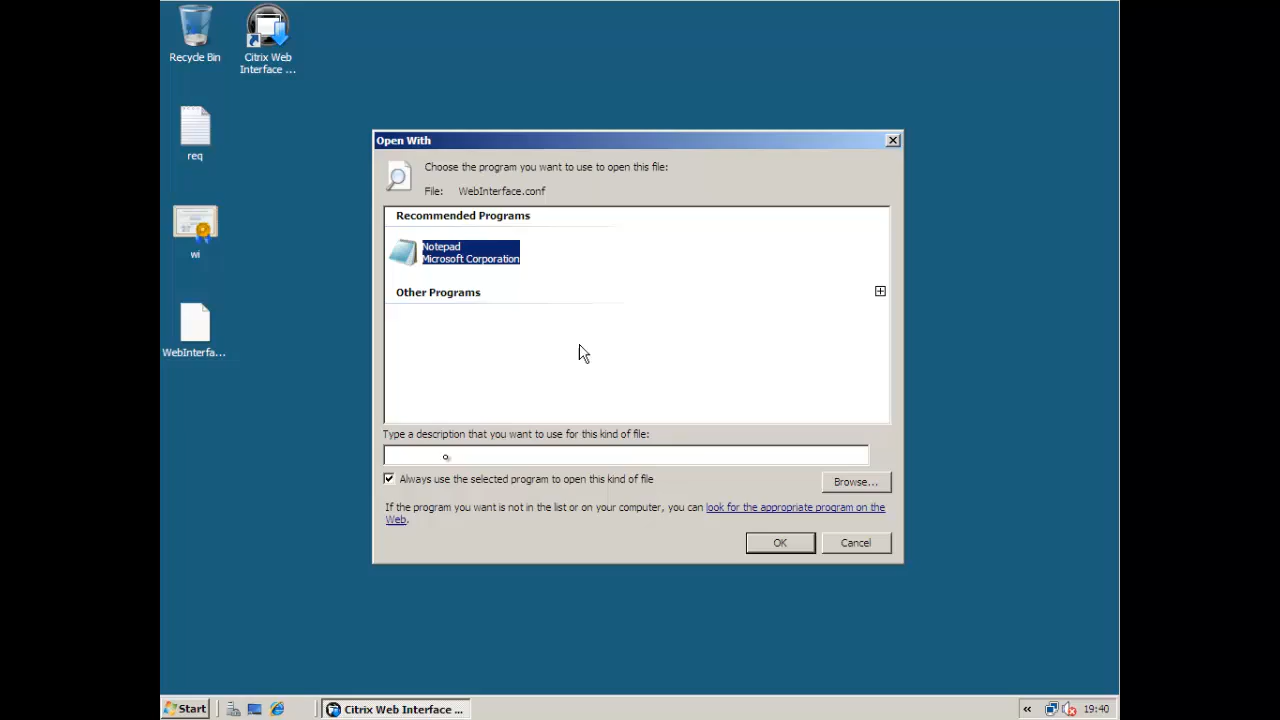 Recycle Bin
Citrix Web
Interface ...
req
wi
WebInterfa...
Open With
Choose the program you want to use to open this file:
File: WebInterface.conf
Recommended Programs
Notepad
Microsoft Corporation
Other Programs
Type a description that you want to use for this kind of file:
Always use the selected program to open this kind of file
Browse...
If the program you want is not in the list or on your computer, you can look for the appropriate program on the
Web.
OK
Cancel
Start
Citrix Web Interface ...
19:40